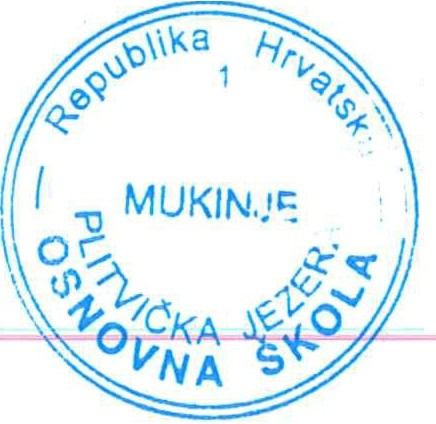 Republika Hrvatska
1
MUKINJE
PLITVIČKA JEZERA
OSNOVNA ŠKOLA